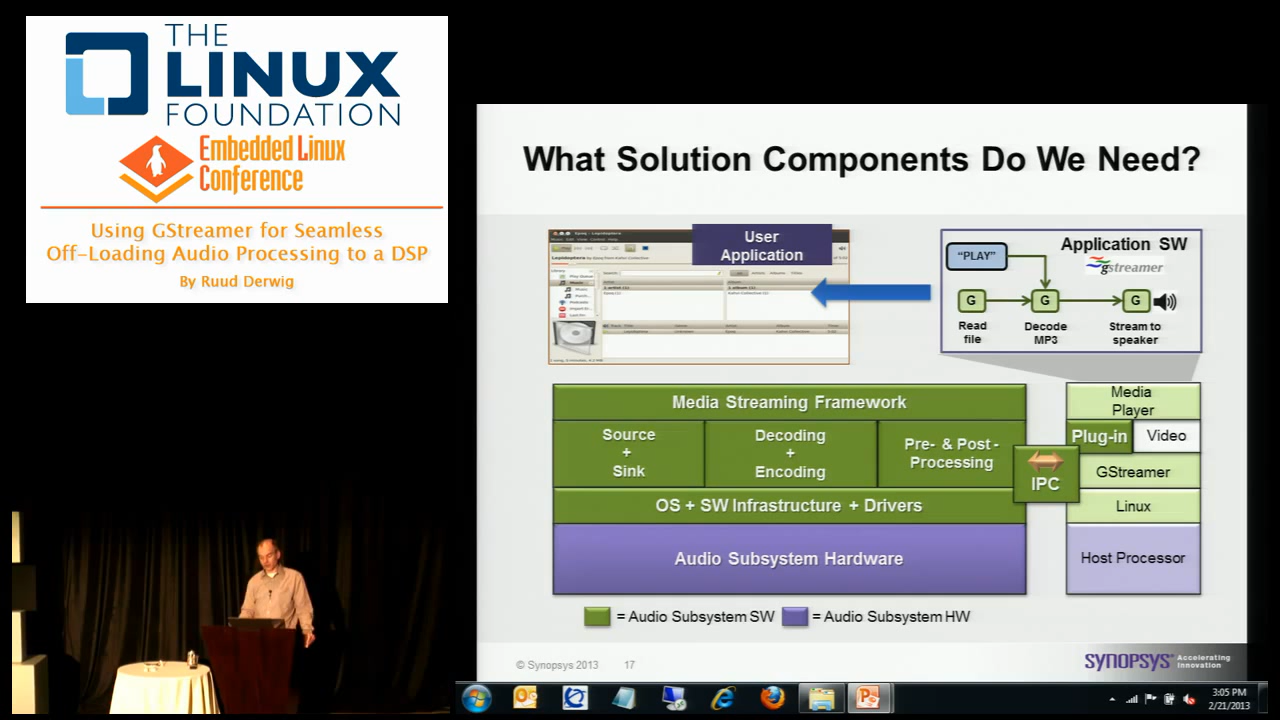 THE
LINUX
FOUNDATION
Embedded Linux
Conference
Using GStreamer for Seamless
Off-Loading Audio Processing to a DSP
By Ruud Derwig
What Solution Components Do We Need?
User
Application
"PLAY"
Application SW
gstreamer
G
G
G
Read
file
Decode
MP3
Stream to
speaker
Media Streaming Framework
Source
+
Sink
Decoding
+
Encoding
Pre- & Post -
Processing
OS + SW Infrastructure + Drivers
Audio Subsystem Hardware
IPC
Media
Player
Plug-in
Video
GStreamer
Linux
Host Processor
= Audio Subsystem SW
= Audio Subsystem HW
© Synopsys 2013
17
SYNOPSYS
Accelerating
Innovation
3:05 PM
2/21/2013